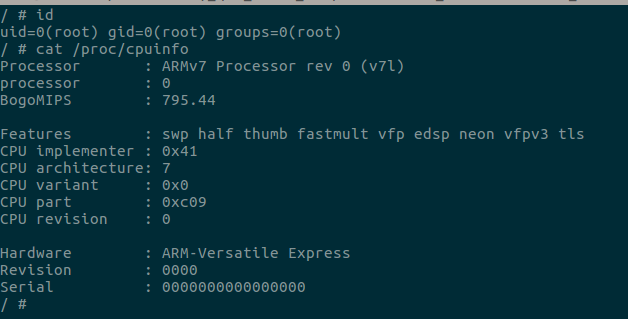 / # id
uid=0(root) gid=0(root) groups=0(root)
/ # cat /proc/cpuinfo
Processor       : ARMv7 Processor rev 0 (v7l)
processor       : 0
BogoMIPS        : 795.44

Features        : swp half thumb fastmult vfp edsp neon vfpv3 tls
CPU implementer : 0x41
CPU architecture: 7
CPU variant     : 0x0
CPU part        : 0xc09
CPU revision    : 0

Hardware        : ARM-Versatile Express
Revision        : 0000
Serial          : 0000000000000000
/ #